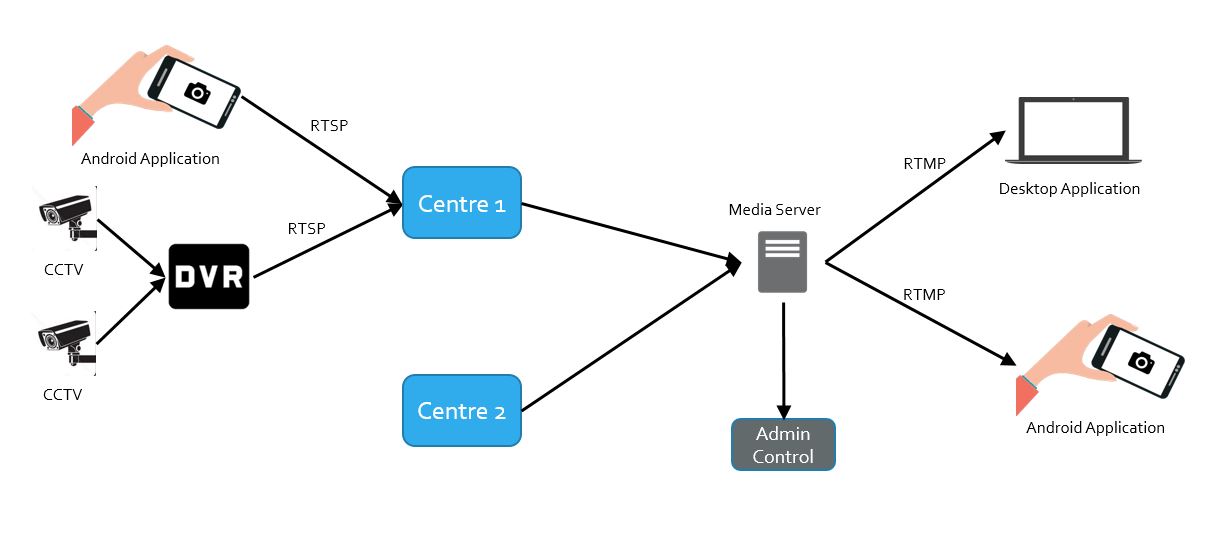 RTSP
Android Application
RTSP
CCTV
DVR
CCTV
Centre 1
Centre 2
Media Server
Admin
Control
RTMP
Desktop Application
RTMP
Android Application